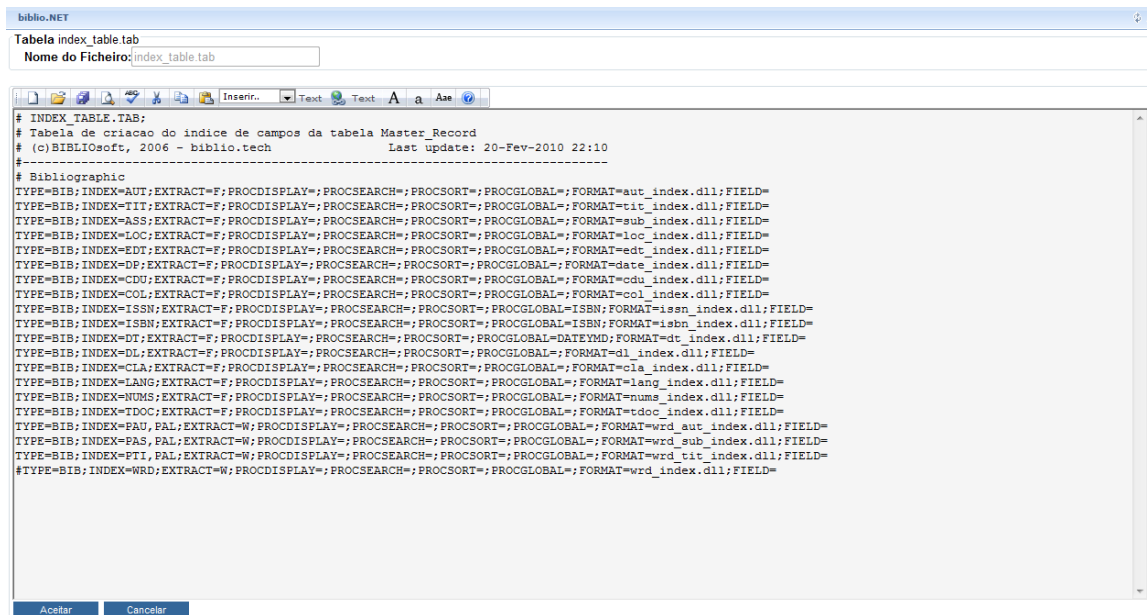 biblio.NET
Tabela index_table.tab
Nome do Ficheiro: index_table.tab
ABC Inserir.. Text Text A a Aae
# INDEX_TABLE.TAB;
# Tabela de criacao do indice de campos da tabela Master_Record
# (c)BIBLIOsoft, 2006 - biblio.tech Last update: 20-Fev-2010 22:10
#-------------------------------------------------------------------------
# Bibliographic
TYPE=BIB;INDEX=AUT;EXTRACT=F;PROCDISPLAY=;PROCSEARCH=;PROCSORT=;PROCGLOBAL=;FORMAT=aut_index.dll;FIELD=
TYPE=BIB;INDEX=TIT;EXTRACT=F;PROCDISPLAY=;PROCSEARCH=;PROCSORT=;PROCGLOBAL=;FORMAT=tit_index.dll;FIELD=
TYPE=BIB;INDEX=ASS;EXTRACT=F;PROCDISPLAY=;PROCSEARCH=;PROCSORT=;PROCGLOBAL=;FORMAT=sub_index.dll;FIELD=
TYPE=BIB;INDEX=LOC;EXTRACT=F;PROCDISPLAY=;PROCSEARCH=;PROCSORT=;PROCGLOBAL=;FORMAT=loc_index.dll;FIELD=
TYPE=BIB;INDEX=EDT;EXTRACT=F;PROCDISPLAY=;PROCSEARCH=;PROCSORT=;PROCGLOBAL=;FORMAT=edt_index.dll;FIELD=
TYPE=BIB;INDEX=DP;EXTRACT=F;PROCDISPLAY=;PROCSEARCH=;PROCSORT=;PROCGLOBAL=;FORMAT=date_index.dll;FIELD=
TYPE=BIB;INDEX=CDU;EXTRACT=F;PROCDISPLAY=;PROCSEARCH=;PROCSORT=;PROCGLOBAL=;FORMAT=cdu_index.dll;FIELD=
TYPE=BIB;INDEX=COL;EXTRACT=F;PROCDISPLAY=;PROCSEARCH=;PROCSORT=;PROCGLOBAL=;FORMAT=col_index.dll;FIELD=
TYPE=BIB;INDEX=ISSN;EXTRACT=F;PROCDISPLAY=;PROCSEARCH=;PROCSORT=;PROCGLOBAL=ISBN;FORMAT=issn_index.dll;FIELD=
TYPE=BIB;INDEX=ISBN;EXTRACT=F;PROCDISPLAY=;PROCSEARCH=;PROCSORT=;PROCGLOBAL=ISBN;FORMAT=isbn_index.dll;FIELD=
TYPE=BIB;INDEX=DT;EXTRACT=F;PROCDISPLAY=;PROCSEARCH=;PROCSORT=;PROCGLOBAL=DATEYMD;FORMAT=dt_index.dll;FIELD=
TYPE=BIB;INDEX=DL;EXTRACT=F;PROCDISPLAY=;PROCSEARCH=;PROCSORT=;PROCGLOBAL=;FORMAT=dl_index.dll;FIELD=
TYPE=BIB;INDEX=CLA;EXTRACT=F;PROCDISPLAY=;PROCSEARCH=;PROCSORT=;PROCGLOBAL=;FORMAT=cla_index.dll;FIELD=
TYPE=BIB;INDEX=LANG;EXTRACT=F;PROCDISPLAY=;PROCSEARCH=;PROCSORT=;PROCGLOBAL=;FORMAT=lang_index.dll;FIELD=
TYPE=BIB;INDEX=NUMS;EXTRACT=F;PROCDISPLAY=;PROCSEARCH=;PROCSORT=;PROCGLOBAL=;FORMAT=nums_index.dll;FIELD=
TYPE=BIB;INDEX=TDOC;EXTRACT=F;PROCDISPLAY=;PROCSEARCH=;PROCSORT=;PROCGLOBAL=;FORMAT=tdoc_index.dll;FIELD=
TYPE=BIB;INDEX=PAU,PAL;EXTRACT=W;PROCDISPLAY=;PROCSEARCH=;PROCSORT=;PROCGLOBAL=;FORMAT=wrd_aut_index.dll;FIELD=
TYPE=BIB;INDEX=PAS,PAL;EXTRACT=W;PROCDISPLAY=;PROCSEARCH=;PROCSORT=;PROCGLOBAL=;FORMAT=wrd_sub_index.dll;FIELD=
TYPE=BIB;INDEX=PTI,PAL;EXTRACT=W;PROCDISPLAY=;PROCSEARCH=;PROCSORT=;PROCGLOBAL=;FORMAT=wrd_tit_index.dll;FIELD=
#TYPE=BIB;INDEX=WRD;EXTRACT=W;PROCDISPLAY=;PROCSEARCH=;PROCSORT=;PROCGLOBAL=;FORMAT=wrd_index.dll;FIELD=
Aceitar Cancelar